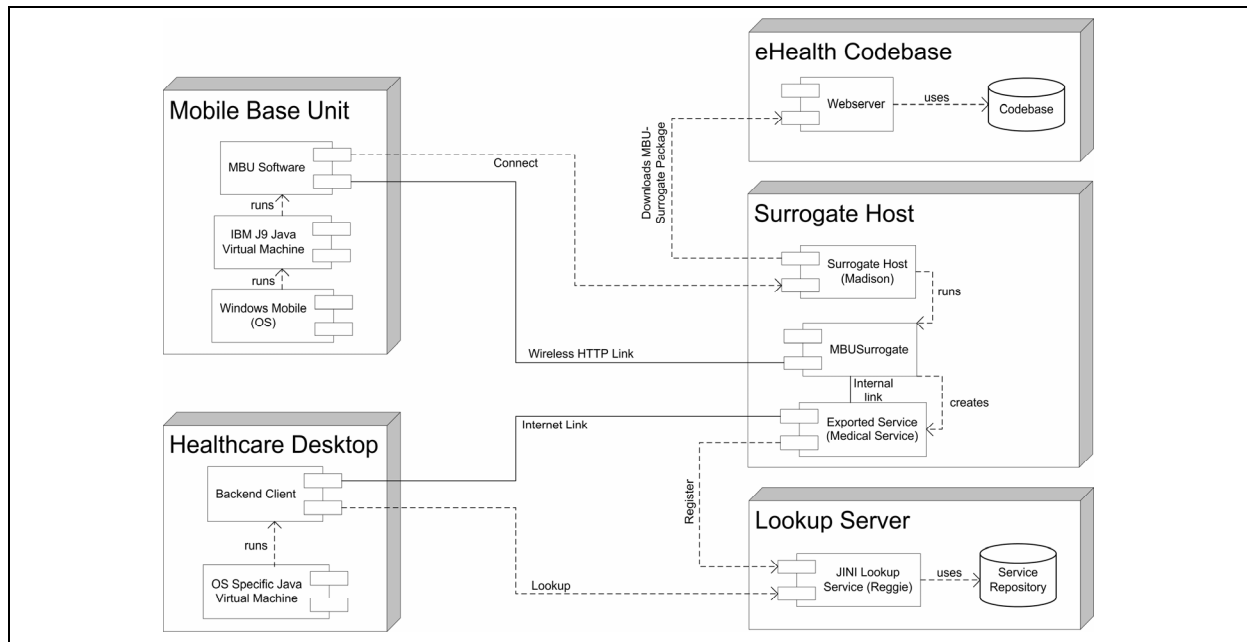 eHealth Codebase
Webserver
uses
Codebase
Mobile Base Unit
MBU Software
runs
IBM J9 Java
Virtual Machine
runs
Windows Mobile
(OS)
Connect
Downloads MBU-
Surrogate Package
Surrogate Host
Surrogate Host
(Madison)
runs
MBUSurrogate
Wireless HTTP Link
Internal
link
creates
Exported Service
(Medical Service)
Internet Link
Healthcare Desktop
Backend Client
runs
OS Specific Java
Virtual Machine
Register
Lookup
Lookup Server
JINI Lookup
Service (Reggie)
uses
Service
Repository